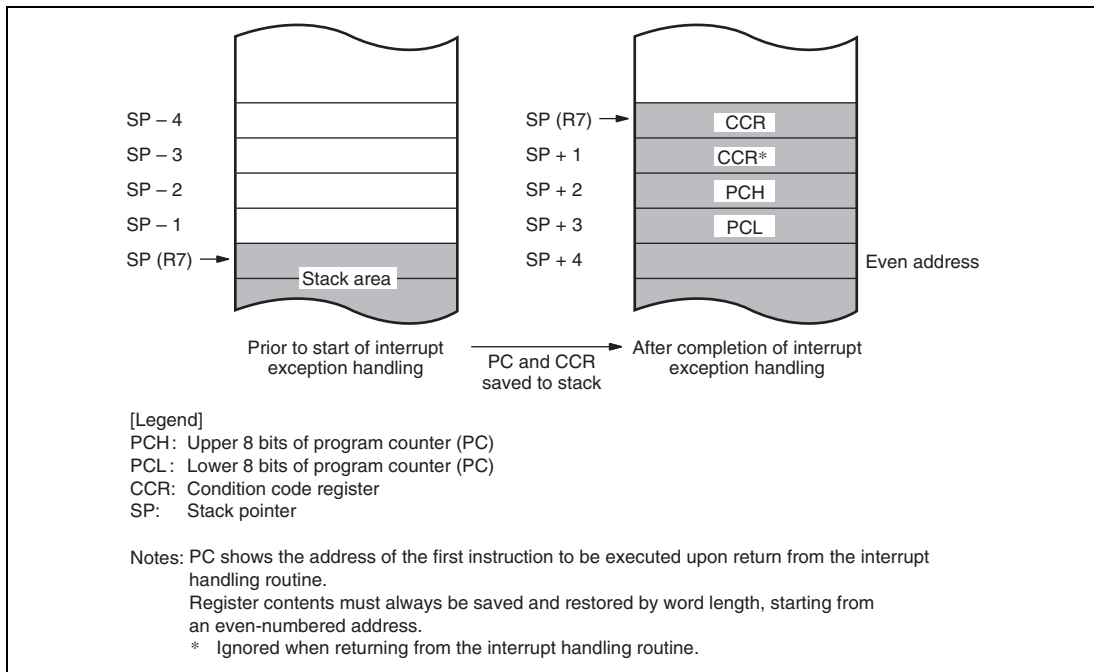 SP – 4
SP – 3
SP – 2
SP – 1
SP (R7)
Stack area
SP (R7)
SP + 1
SP + 2
SP + 3
SP + 4
CCR
CCR*
PCH
PCL
Even address
Prior to start of interrupt
exception handling
PC and CCR
saved to stack
After completion of interrupt
exception handling
[Legend]
PCH: Upper 8 bits of program counter (PC)
PCL: Lower 8 bits of program counter (PC)
CCR: Condition code register
SP: Stack pointer
Notes: PC shows the address of the first instruction to be executed upon return from the interrupt
handling routine.
Register contents must always be saved and restored by word length, starting from
an even-numbered address.
* Ignored when returning from the interrupt handling routine.